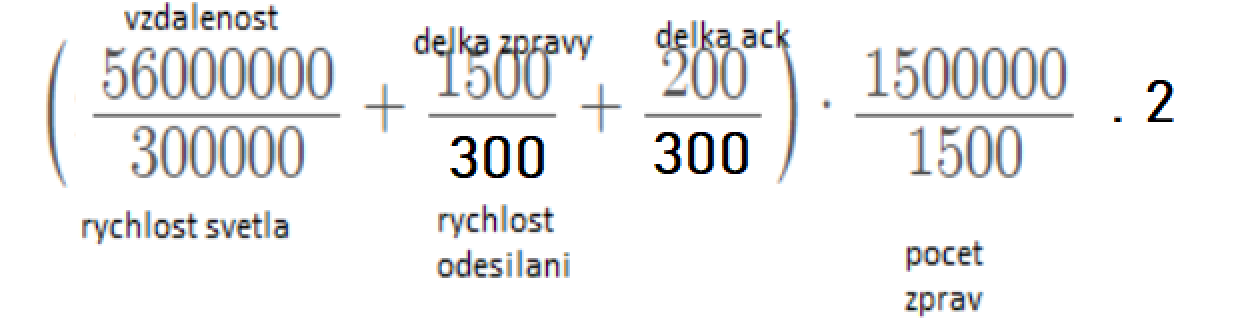 vzdalenost
delka zpravy
delka ack
( 56000000 / 300000 + 1500 / 300 + 200 / 300 ) · 1500000 / 1500 . 2
rychlost svetla
rychlost
odesilani
pocet
zprav